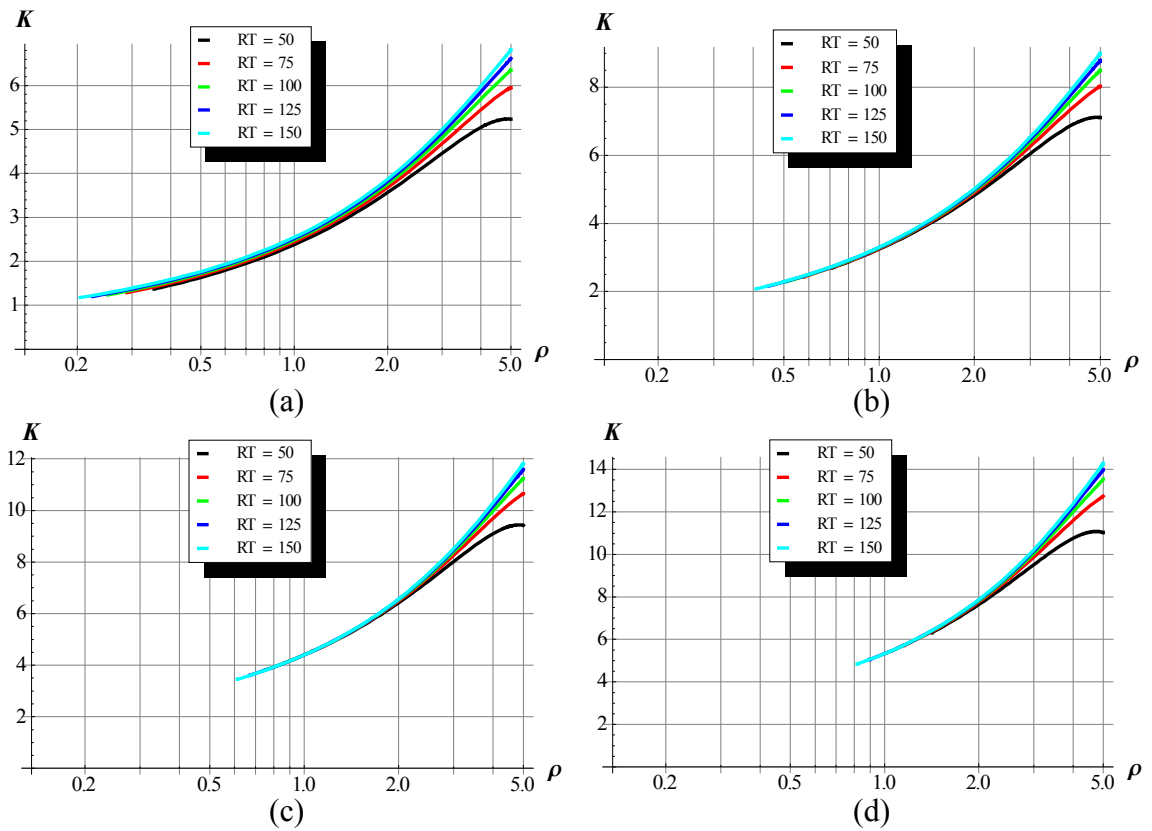 K
RT = 50
RT = 75
RT = 100
RT = 125
RT = 150
6
5
4
3
2
1
0.2 0.5 1.0 2.0 5.0 ρ
(a)
K
RT = 50
RT = 75
RT = 100
RT = 125
RT = 150
8
6
4
2
0.2 0.5 1.0 2.0 5.0 ρ
(b)
K
RT = 50
RT = 75
RT = 100
RT = 125
RT = 150
12
10
8
6
4
2
0.2 0.5 1.0 2.0 5.0 ρ
(c)
K
RT = 50
RT = 75
RT = 100
RT = 125
RT = 150
14
12
10
8
6
4
2
0.2 0.5 1.0 2.0 5.0 ρ
(d)